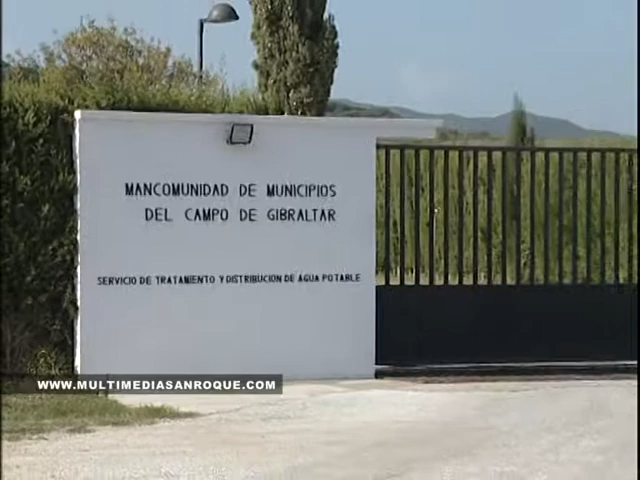 MANCOMUNIDAD DE MUNICIPIOS
DEL CAMPO DE GIBRALTAR
SERVICIO DE TRATAMIENTO Y DISTRIBUCION DE AGUA POTABLE
WWW.MULTIMEDIASANROQUE.COM